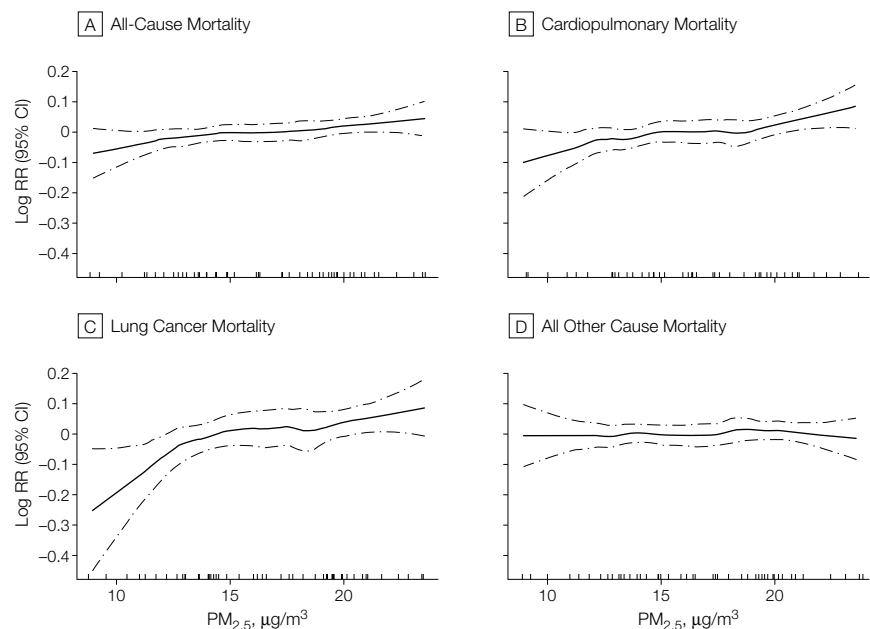 A All-Cause Mortality
B Cardiopulmonary Mortality
Log RR (95% CI)
0.2
0.1
0
–0.1
–0.2
–0.3
–0.4
C Lung Cancer Mortality
D All Other Cause Mortality
Log RR (95% CI)
0.2
0.1
0
–0.1
–0.2
–0.3
–0.4
10 15 20
10 15 20
PM2.5, μg/m3
PM2.5, μg/m3